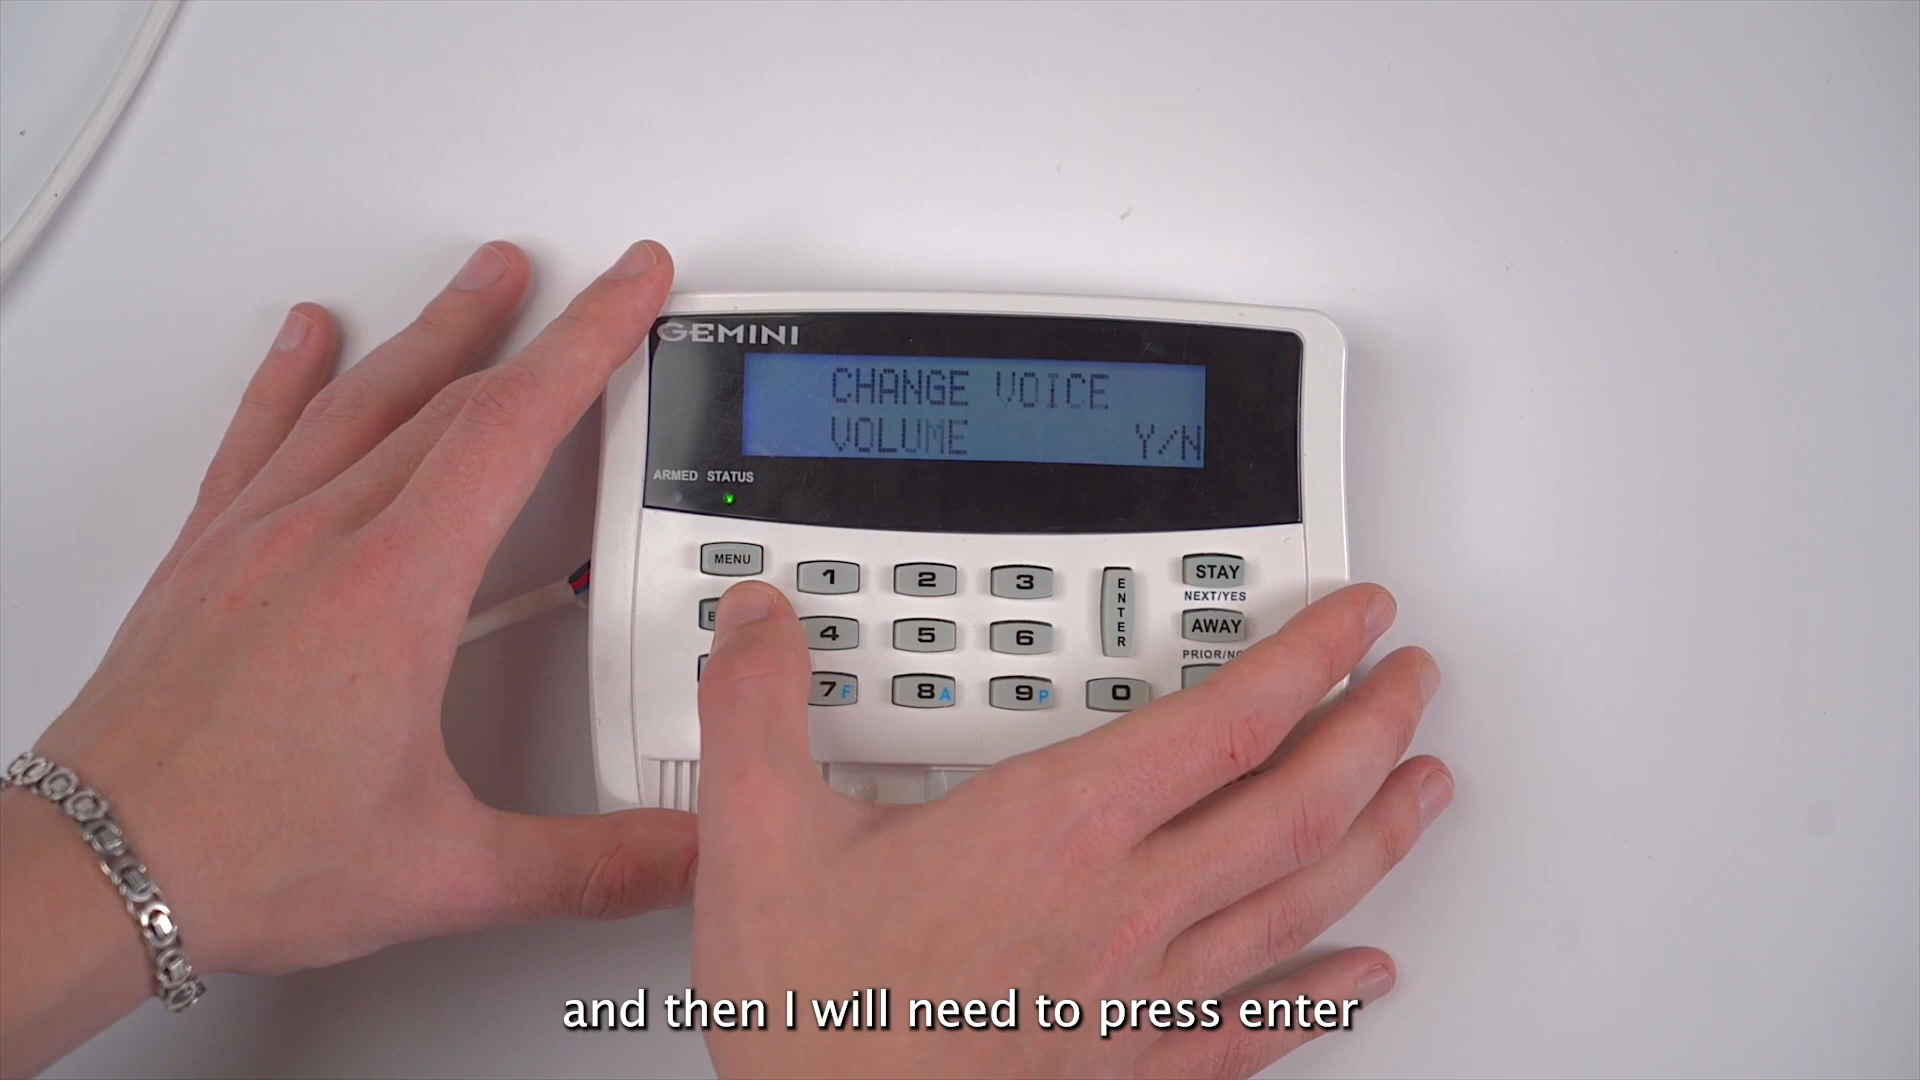 GEMINI
CHANGE VOICE
VOLUME Y/N
ARMED STATUS
MENU
1 2 3
ENTER
STAY
NEXT/YES
4 5 6
AWAY
7F 8A 9P 0
and then I will need to press enter